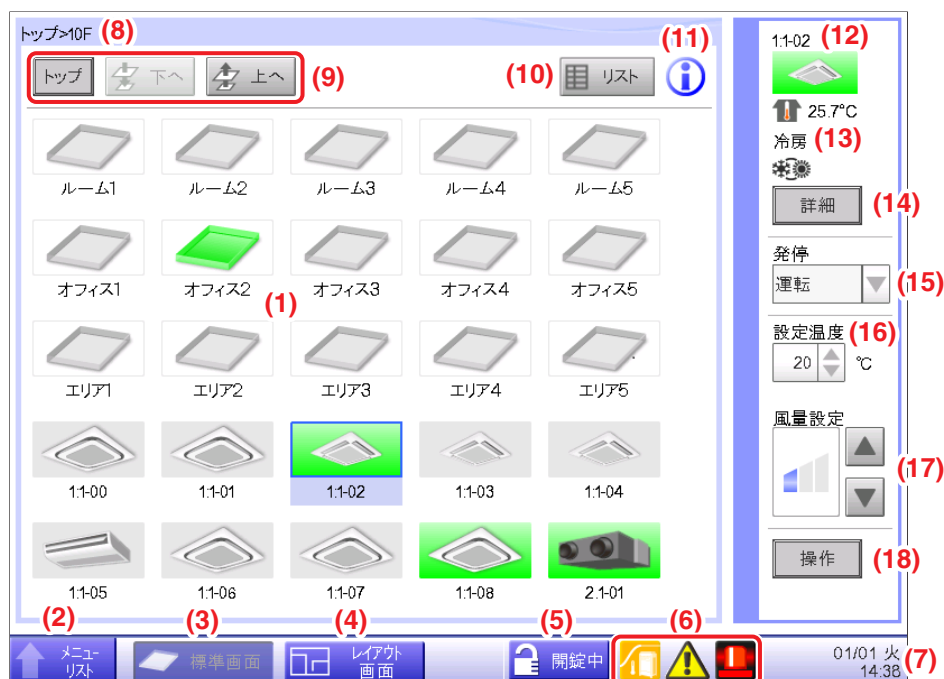 トップ>10F (8)
(11)
トップ 下へ 上へ (9) (10) リスト
ルーム1 ルーム2 ルーム3 ルーム4 ルーム5
オフィス1 オフィス2 オフィス3 オフィス4 オフィス5
(1)
エリア1 エリア2 エリア3 エリア4 エリア5
1:1-00 1:1-01 1:1-02 1:1-03 1:1-04
1:1-05 1:1-06 1:1-07 1:1-08 2:1-01
1:1-02 (12)
25.7°C
冷房 (13)
詳細 (14)
発停
運転 (15)
設定温度 (16)
20 ℃
風量設定
(17)
操作 (18)
(2) (3) (4) (5) (6)
メニュー
リスト
標準画面
レイアウト
画面
開錠中
01/01 火
14:38
(7)